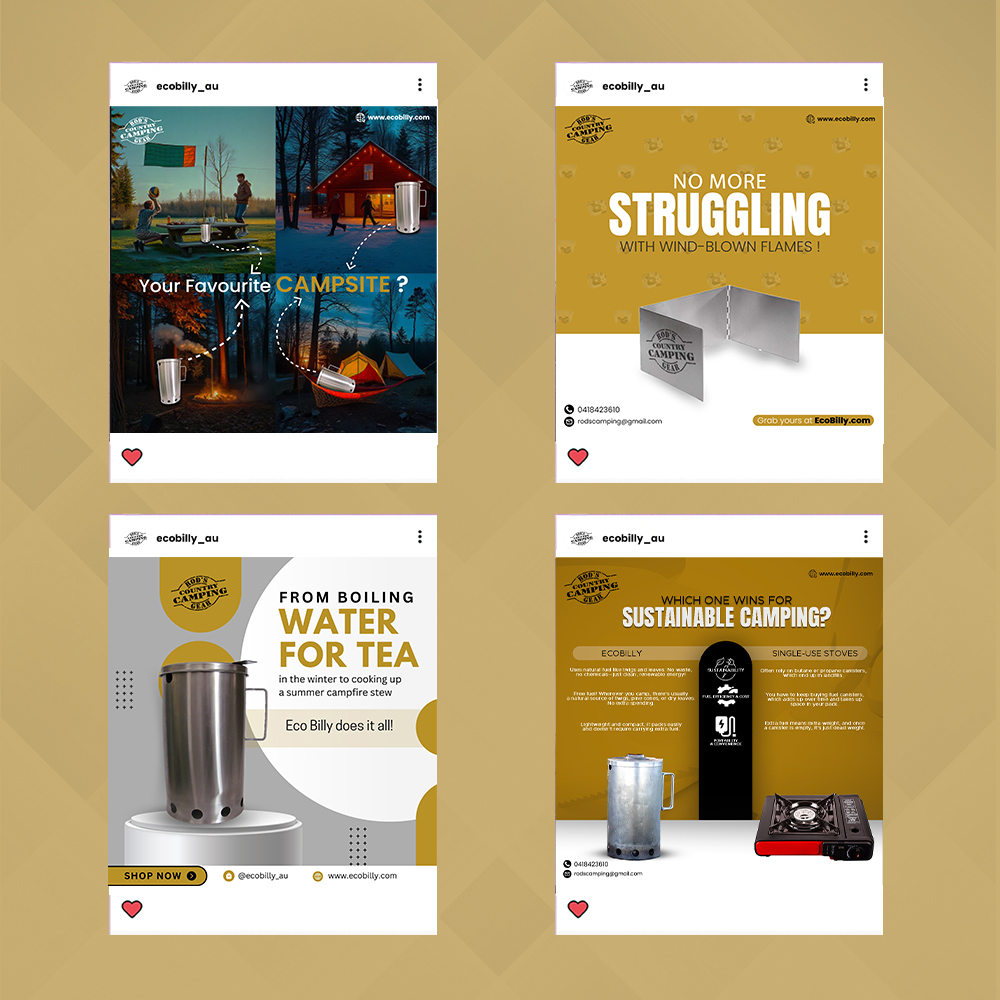 ecobilly_au
ROD'S
COUNTRY
CAMPING
GEAR
www.ecobilly.com
Your Favourite CAMPSITE ?
ecobilly_au
ROD'S
COUNTRY
CAMPING
GEAR
www.ecobilly.com
NO MORE
STRUGGLING
WITH WIND-BLOWN FLAMES !
ROD'S
COUNTRY
CAMPING
GEAR
0418423610
rodscamping@gmail.com
Grab yours at EcoBilly.com
ecobilly_au
ROD'S
COUNTRY
CAMPING
GEAR
FROM BOILING
WATER
FOR TEA
in the winter to cooking up
a summer campfire stew
Eco Billy does it all!
SHOP NOW
@ecobilly_au
www.ecobilly.com
ecobilly_au
ROD'S
COUNTRY
CAMPING
GEAR
www.ecobilly.com
WHICH ONE WINS FOR
SUSTAINABLE CAMPING?
ECOBILLY
SINGLE-USE STOVES
Uses natural fuel like twigs and leaves. No waste,
no chemicals—just clean, renewable energy!
SUSTAINABILITY
Often rely on butane or propane canisters,
which end up in landfills.
Free fuel! Wherever you camp, there's usually
a natural source of twigs, pine cones, or dry leaves.
No extra spending.
FUEL EFFICIENCY & COST
You have to keep buying fuel canisters,
which adds up over time and takes up
space in your pack.
Lightweight and compact, it packs easily
and doesn't require carrying extra fuel.
PORTABILITY
& CONVENIENCE
Extra fuel means extra weight, and once
a canister is empty, it's just dead weight.
0418423610
rodscamping@gmail.com